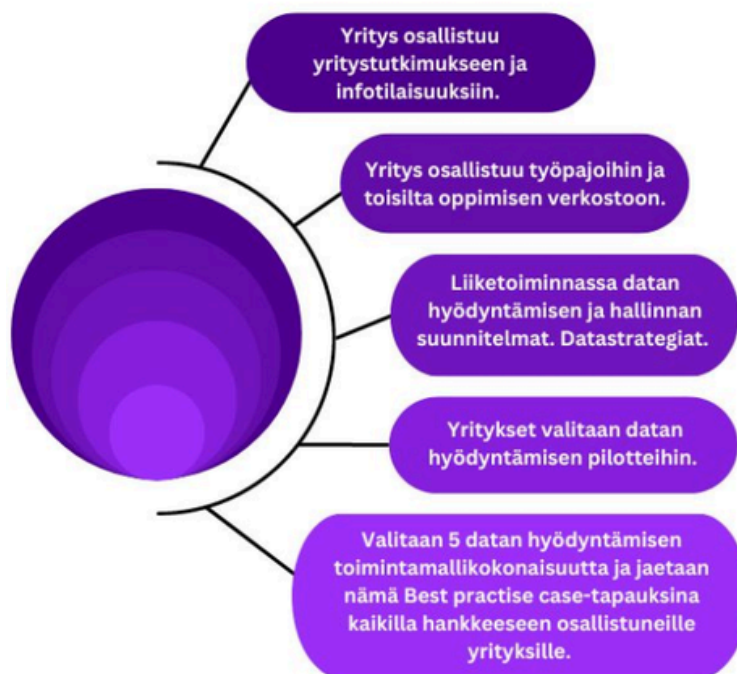 Yritys osallistuu
yritystutkimukseen ja
infotilaisuuksiin.
Yritys osallistuu työpajoihin ja
toisilta oppimisen verkostoon.
Liiketoiminnassa datan
hyödyntämisen ja hallinnan
suunnitelmat. Datastrategiat.
Yritykset valitaan datan
hyödyntämisen pilotteihin.
Valitaan 5 datan hyödyntämisen
toimintamallikokonaisuutta ja jaetaan
nämä Best practise case-tapauksina
kaikilla hankkeeseen osallistuneille
yrityksille.